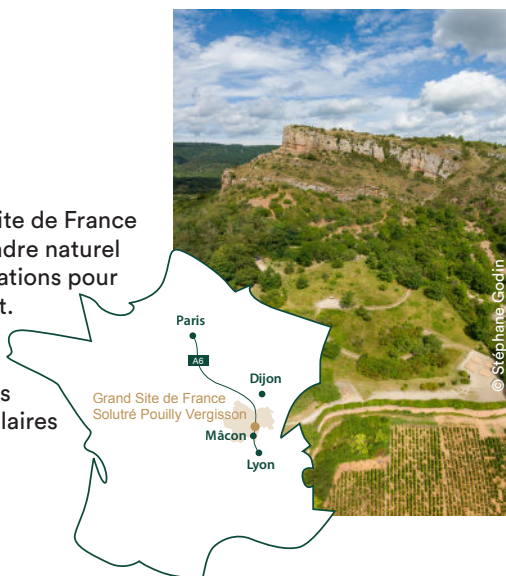 ite de France
adre naturel
ations pour
t.
s
laires
Paris
A6
Dijon
Grand Site de France
Solutré Pouilly Vergisson
Mâcon
Lyon
© Stéphane Godin